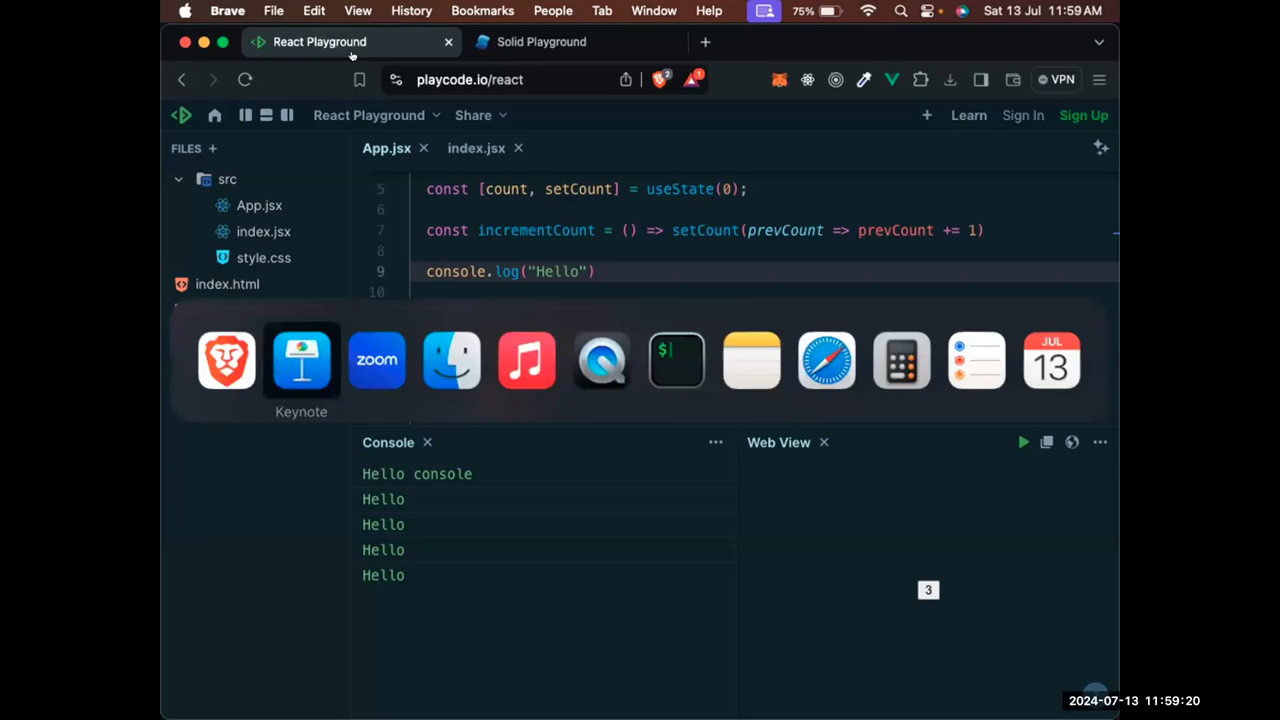 Brave File Edit View History Bookmarks People Tab Window Help 75% Sat 13 Jul 11:59 AM
React Playground Solid Playground
playcode.io/react 2 1 VPN
React Playground Share Learn Sign In Sign Up
FILES App.jsx index.jsx
src
App.jsx
index.jsx
style.css
index.html
5 const [count, setCount] = useState(0);
6
7 const incrementCount = () => setCount(prevCount => prevCount += 1)
8
9 console.log("Hello")
10
zoom $ JUL 13
Keynote
Console Web View
Hello console
Hello
Hello
Hello
Hello
3
2024-07-13 11:59:20